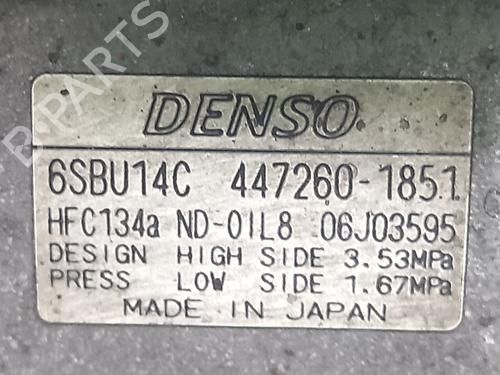 B-PARTS
DENSO
6SBU14C 447260-1851
HFC134a ND-OIL8 06J03595
DESIGN HIGH SIDE 3.53MPa
PRESS LOW SIDE 1.67MPa
MADE IN JAPAN